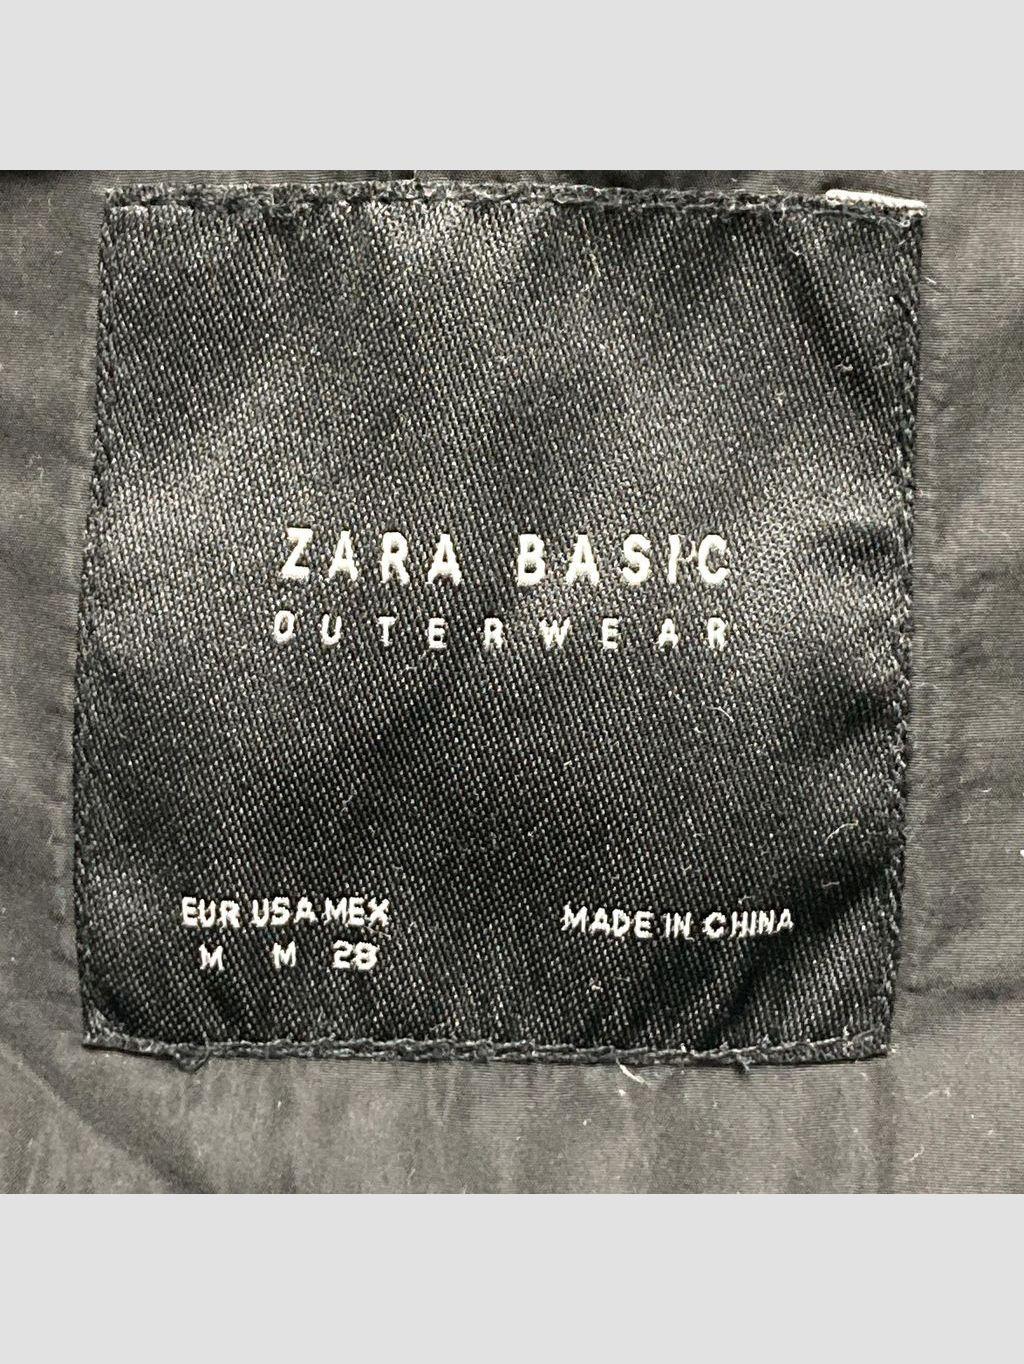 ZARA BASIC
OUTERWEAR
EUR USA MEX
M M 28
MADE IN CHINA